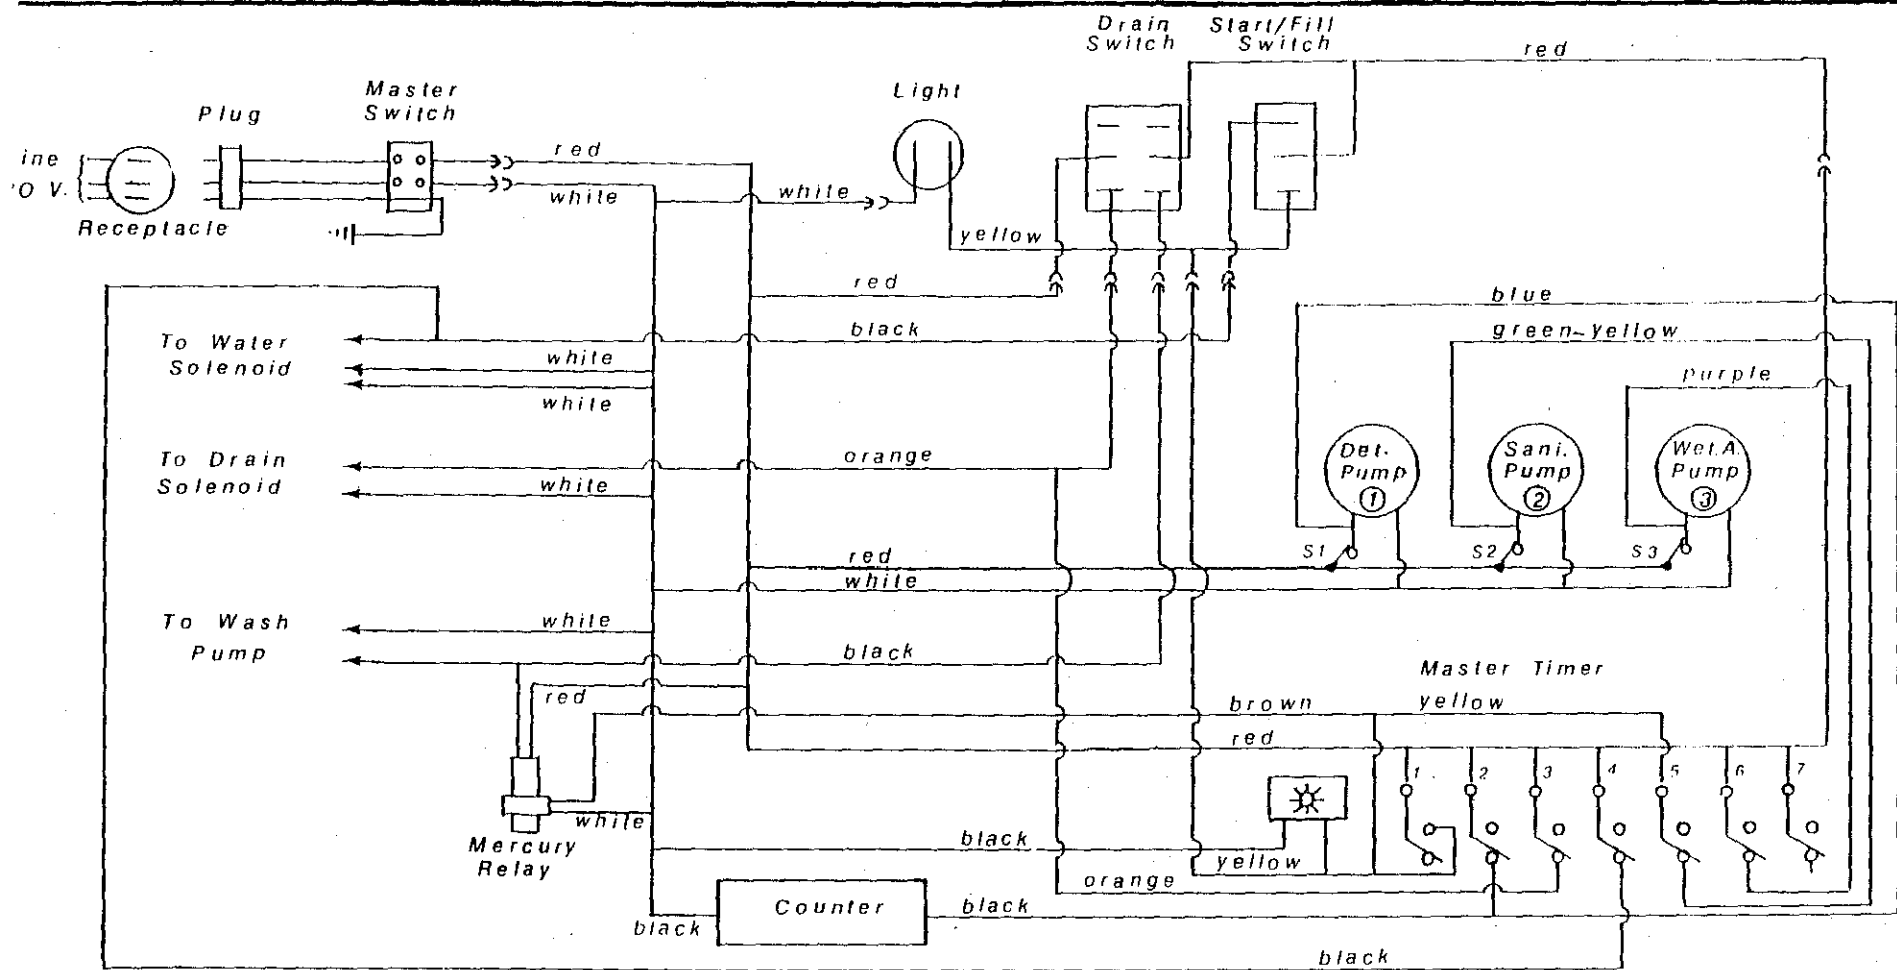 Drain
Switch
Start/Fill
Switch
red
Master
Switch
Plug
Light
ine
'0 V.
Receptacle
red
white
white
yellow
red
To Water
Solenoid
black
white
white
blue
green-yellow
purple
To Drain
Solenoid
orange
white
Det.
Pump
1
Sani.
Pump
2
Wet.A.
Pump
3
S1
S2
S3
red
white
To Wash
Pump
white
black
red
Master Timer
brown
yellow
red
1
2
3
4
5
6
7
white
Mercury
Relay
black
yellow
orange
Counter
black
black
black